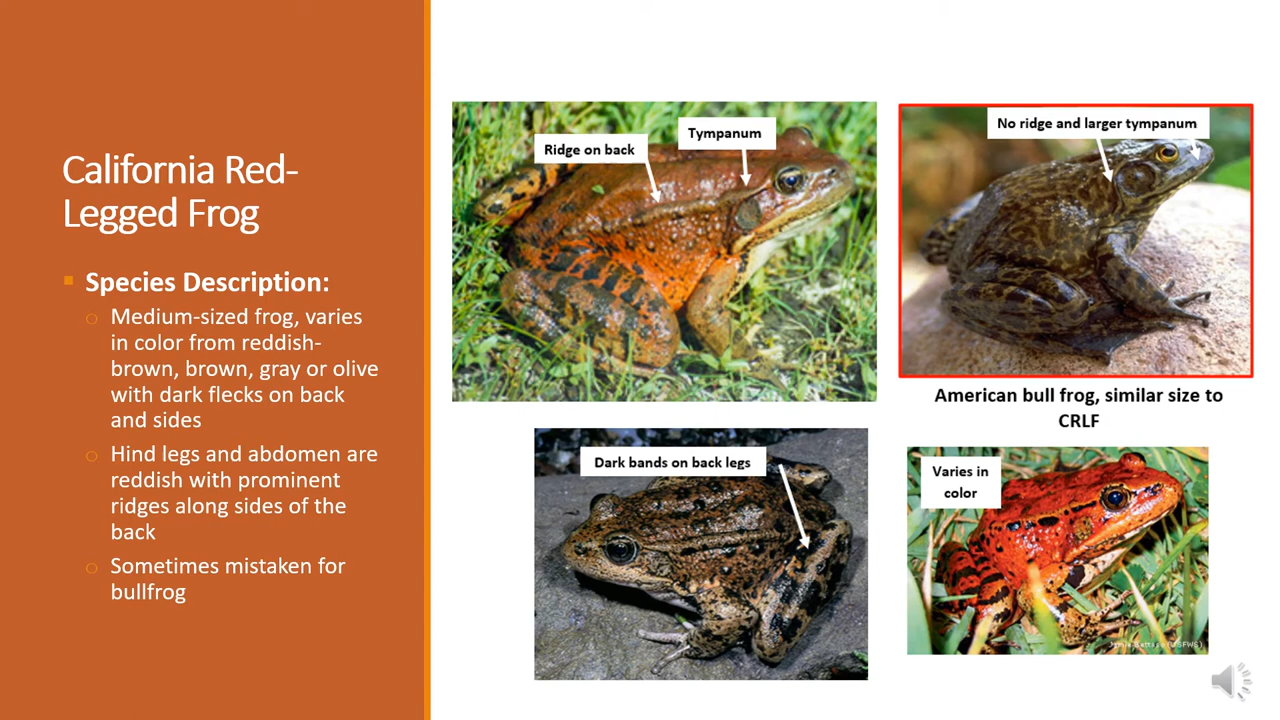 California Red-
Legged Frog
Species Description:
Medium-sized frog, varies
in color from reddish-
brown, brown, gray or olive
with dark flecks on back
and sides
Hind legs and abdomen are
reddish with prominent
ridges along sides of the
back
Sometimes mistaken for
bullfrog
Ridge on back
Tympanum
No ridge and larger tympanum
American bull frog, similar size to
CRLF
Dark bands on back legs
Varies in
color
(USFWS)